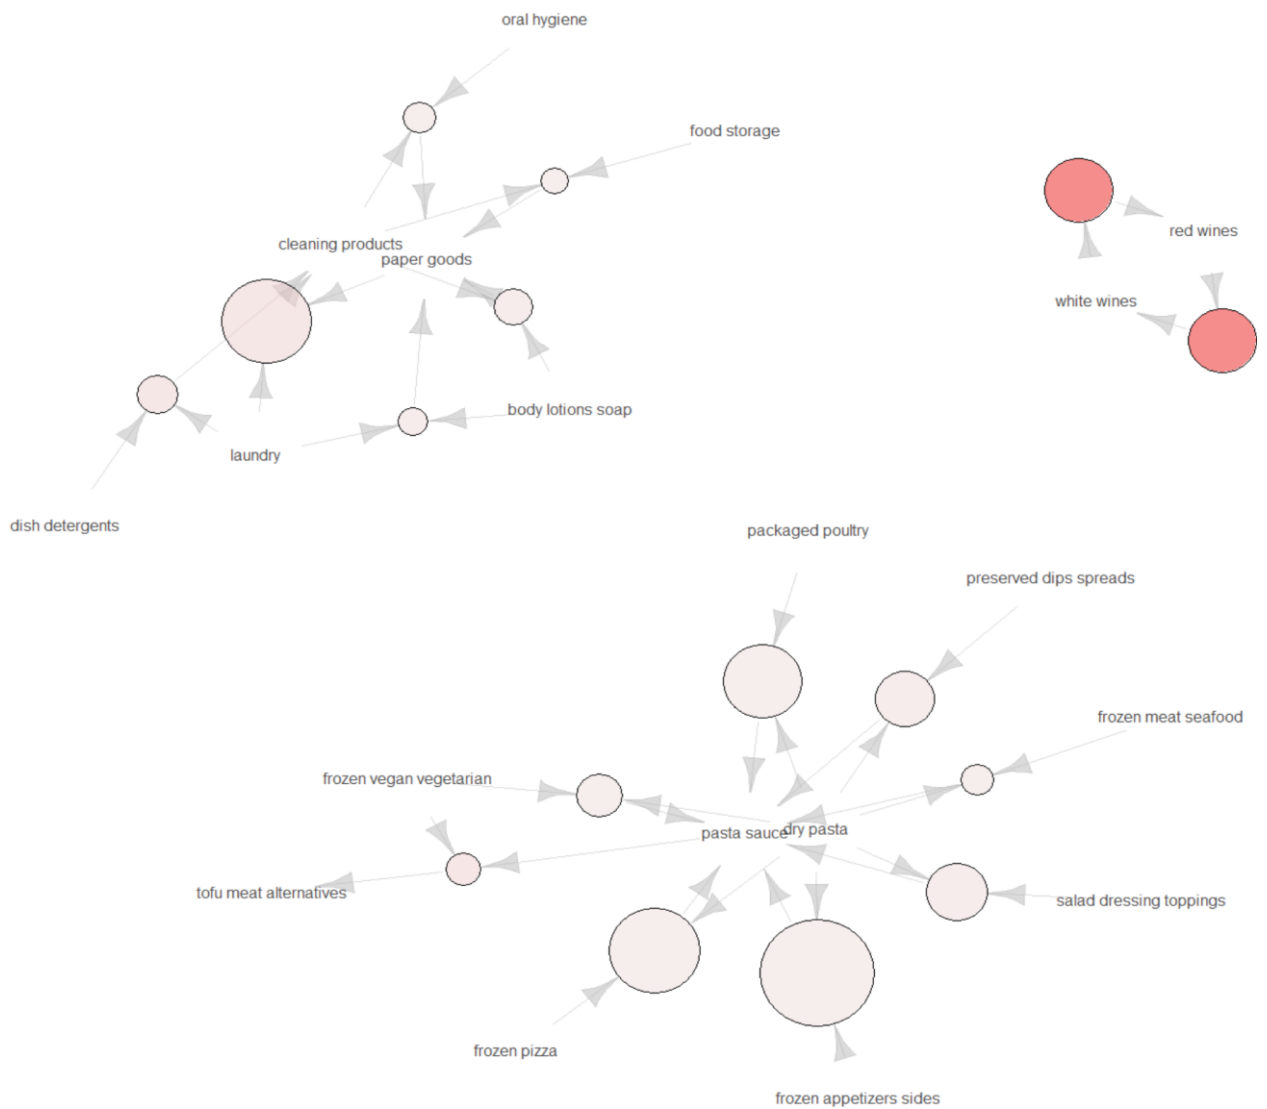 oral hygiene
food storage
red wines
cleaning products
paper goods
white wines
body lotions soap
laundry
dish detergents
packaged poultry
preserved dips spreads
frozen meat seafood
frozen vegan vegetarian
pasta sauce
dry pasta
tofu meat alternatives
salad dressing toppings
frozen pizza
frozen appetizers sides